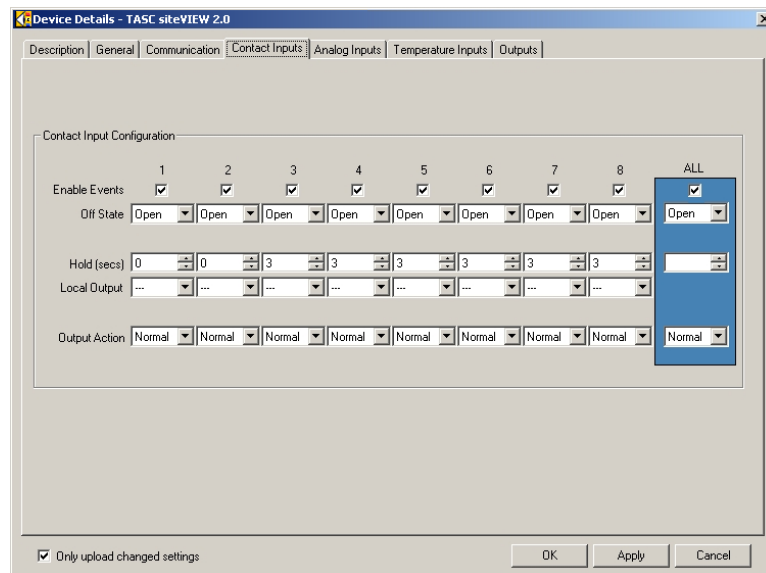 Device Details - TASC siteVIEW 2.0
Description General Communication Contact Inputs Analog Inputs Temperature Inputs Outputs
Contact Input Configuration
1 2 3 4 5 6 7 8 ALL
Enable Events
Off State Open Open Open Open Open Open Open Open Open
Hold (secs) 0 0 3 3 3 3 3 3
Local Output --- --- --- --- --- --- --- ---
Output Action Normal Normal Normal Normal Normal Normal Normal Normal Normal
Only upload changed settings OK Apply Cancel